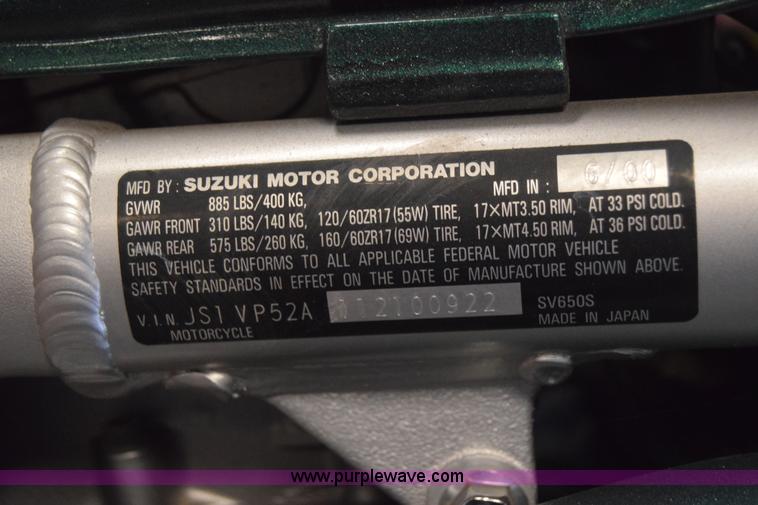 MFD BY : SUZUKI MOTOR CORPORATION MFD IN : 6/00
GVWR 885 LBS/400 KG,
GAWR FRONT 310 LBS/140 KG, 120/60ZR17(55W) TIRE, 17×MT3.50 RIM, AT 33 PSI COLD.
GAWR REAR 575 LBS/260 KG, 160/60ZR17(69W) TIRE, 17×MT4.50 RIM, AT 36 PSI COLD.
THIS VEHICLE CONFORMS TO ALL APPLICABLE FEDERAL MOTOR VEHICLE
SAFETY STANDARDS IN EFFECT ON THE DATE OF MANUFACTURE SHOWN ABOVE.
V.I.N. JS1VP52A112100922 SV650S
MOTORCYCLE MADE IN JAPAN
www.purplewave.com